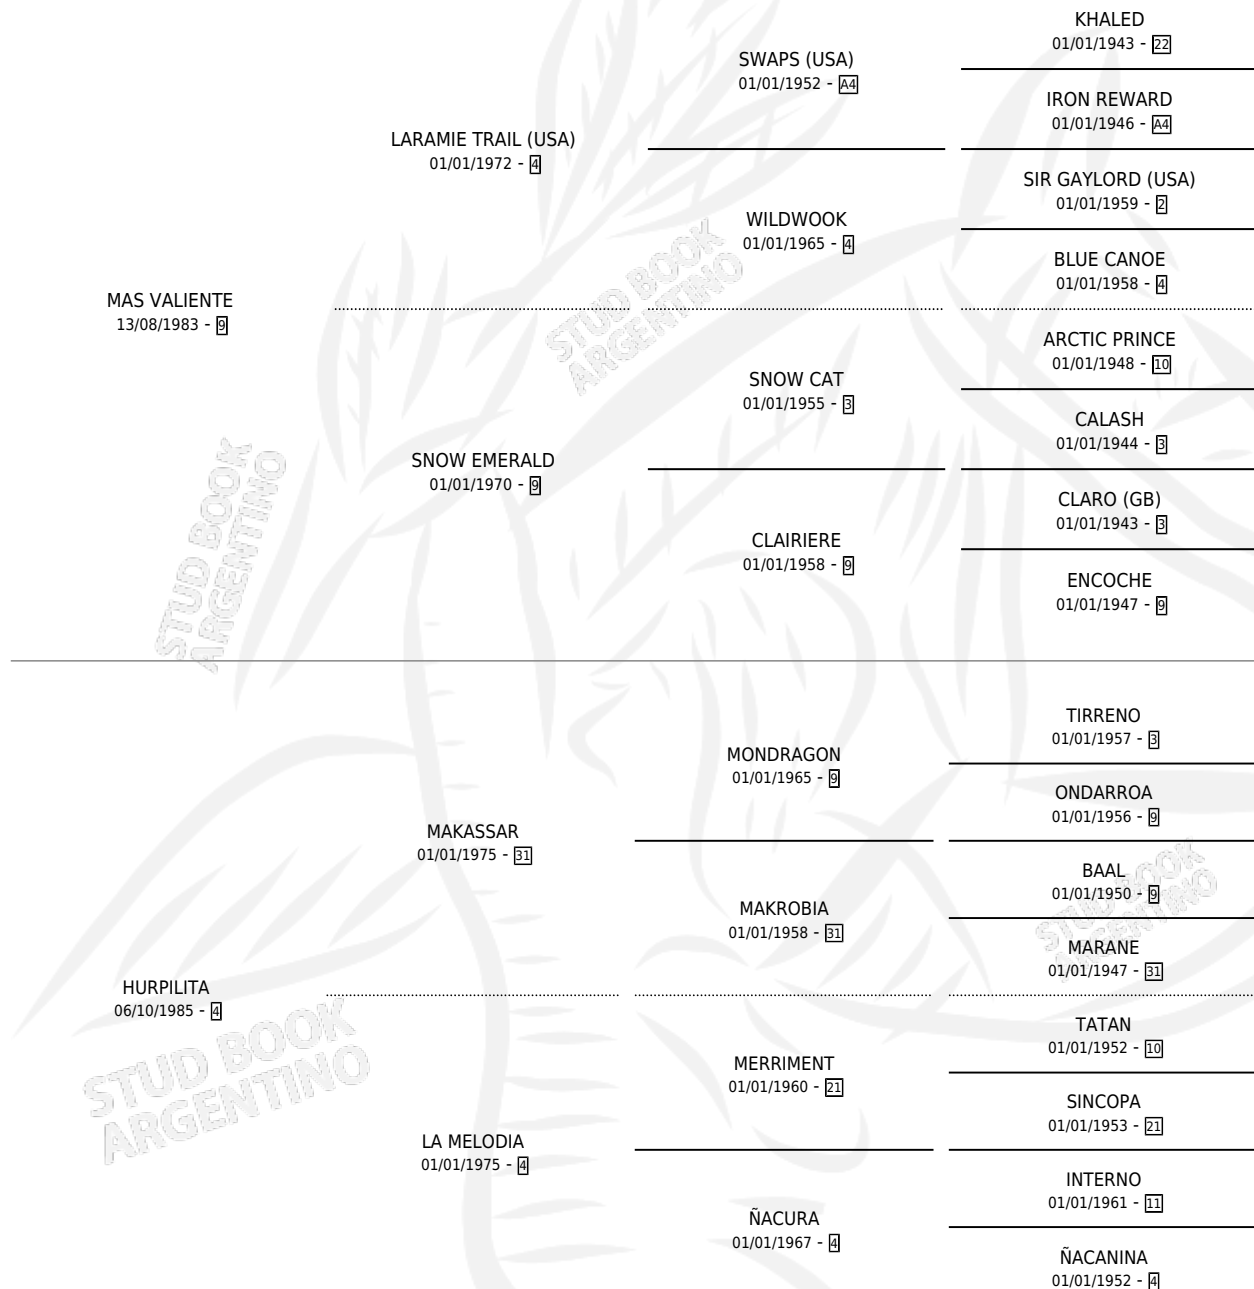 KHALED
01/01/1943 - 22
SWAPS (USA)
01/01/1952 - A4
IRON REWARD
01/01/1946 - A4
LARAMIE TRAIL (USA)
01/01/1972 - 4
SIR GAYLORD (USA)
01/01/1959 - 2
WILDWOOK
01/01/1965 - 4
BLUE CANOE
01/01/1958 - 4
MAS VALIENTE
13/08/1983 - 9
ARCTIC PRINCE
01/01/1948 - 10
SNOW CAT
01/01/1955 - 3
CALASH
01/01/1944 - 3
SNOW EMERALD
01/01/1970 - 9
CLARO (GB)
01/01/1943 - 3
CLAIRIERE
01/01/1958 - 9
ENCOCHE
01/01/1947 - 9
TIRRENO
01/01/1957 - 3
MONDRAGON
01/01/1965 - 9
ONDARROA
01/01/1956 - 9
MAKASSAR
01/01/1975 - 31
BAAL
01/01/1950 - 9
MAKROBIA
01/01/1958 - 31
MARANE
01/01/1947 - 31
HURPILITA
06/10/1985 - 4
TATAN
01/01/1952 - 10
MERRIMENT
01/01/1960 - 21
SINCOPA
01/01/1953 - 21
LA MELODIA
01/01/1975 - 4
INTERNO
01/01/1961 - 11
ÑACURA
01/01/1967 - 4
ÑACANINA
01/01/1952 - 4
STUD BOOK
ARGENTINO
STUD BOOK
ARGENTINO
STUD BOOK
ARGENTINO
STUD BOOK
ARGENTINO